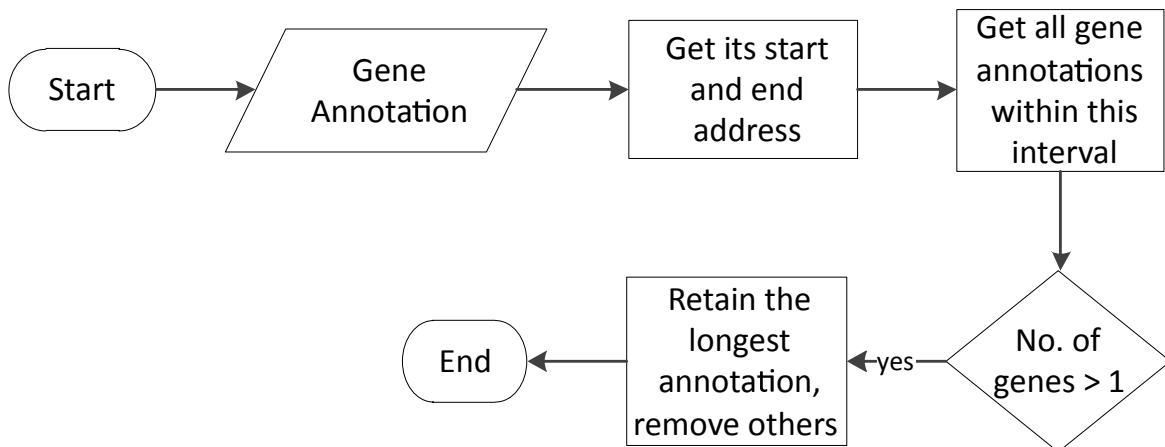 Start
Gene
Annotation
Get its start
and end
address
Get all gene
annotations
within this
interval
No. of
genes > 1
yes
Retain the
longest
annotation,
remove others
End